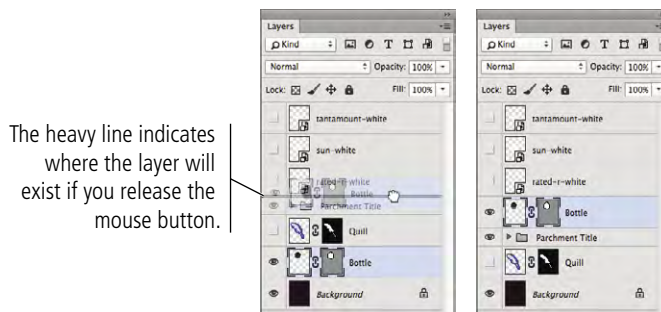 The heavy line indicates
where the layer will
exist if you release the
mouse button.
Layers
Kind
Normal Opacity: 100%
Lock: Fill: 100%
tantamount-white
sun-white
rated-r-white
Bottle
Parchment Title
Quill
Bottle
Background
Layers
Kind
Normal Opacity: 100%
Lock: Fill: 100%
tantamount-white
sun-white
rated-r-white
Bottle
Parchment Title
Quill
Background